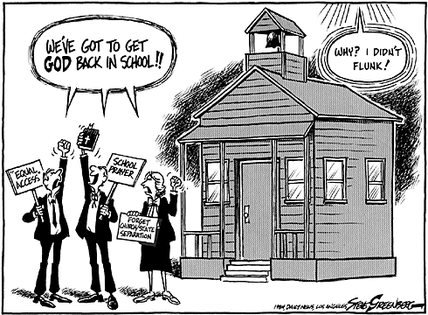 WE'VE GOT TO GET
GOD BACK IN SCHOOL!!
WHY? I DIDN'T
FLUNK!
EQUAL
ACCESS
SCHOOL
PRAYER
FORGET
CHURCH/STATE
SEPARATION
1984, DAILY NEWS, LOS ANGELES STEVE GREENBERG